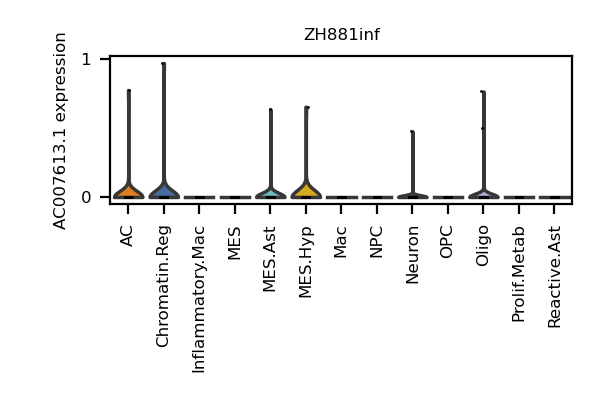 ZH881inf
AC007613.1 expression
1
0
AC
Chromatin.Reg
Inflammatory.Mac
MES
MES.Ast
MES.Hyp
Mac
NPC
Neuron
OPC
Oligo
Prolif.Metab
Reactive.Ast